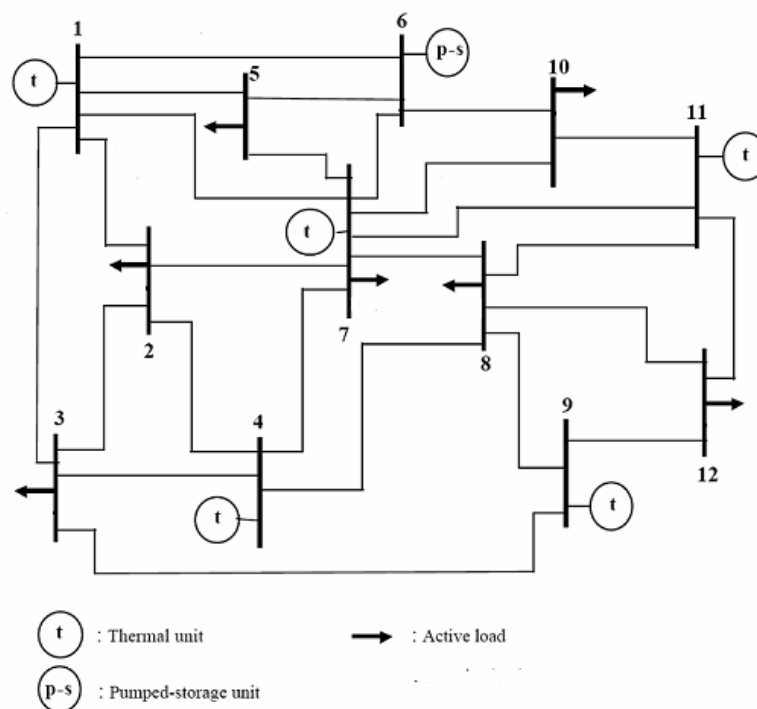 1
6
t
p-s
5
10
11
t
t
2
7
8
3
4
9
12
t
t
t : Thermal unit
: Active load
p-s : Pumped-storage unit